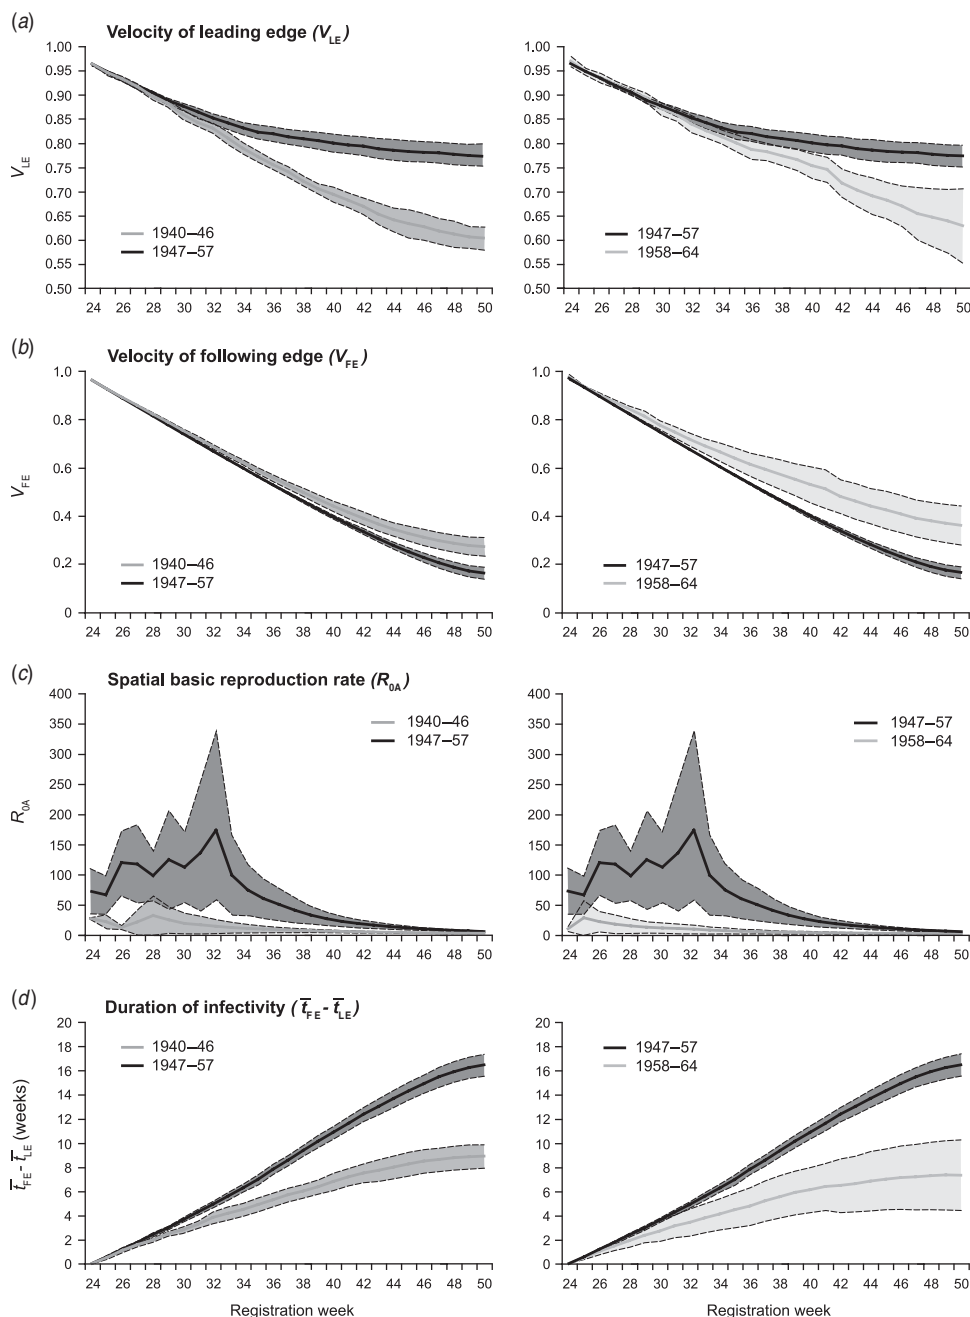 (a) Velocity of leading edge (V_LE)
1.00 0.95 0.90 0.85 0.80 0.75 0.70 0.65 0.60 0.55 0.50
V_LE
1940–46
1947–57
24 26 28 30 32 34 36 38 40 42 44 46 48 50
1.00 0.95 0.90 0.85 0.80 0.75 0.70 0.65 0.60 0.55 0.50
1947–57
1958–64
24 26 28 30 32 34 36 38 40 42 44 46 48 50
(b) Velocity of following edge (V_FE)
1.0 0.8 0.6 0.4 0.2 0
V_FE
1940–46
1947–57
24 26 28 30 32 34 36 38 40 42 44 46 48 50
1.0 0.8 0.6 0.4 0.2 0
1947–57
1958–64
24 26 28 30 32 34 36 38 40 42 44 46 48 50
(c) Spatial basic reproduction rate (R_0A)
400 350 300 250 200 150 100 50 0
R_0A
1940–46
1947–57
24 26 28 30 32 34 36 38 40 42 44 46 48 50
400 350 300 250 200 150 100 50 0
1947–57
1958–64
24 26 28 30 32 34 36 38 40 42 44 46 48 50
(d) Duration of infectivity (t̅_FE - t̅_LE)
20 18 16 14 12 10 8 6 4 2 0
t̅_FE - t̅_LE (weeks)
1940–46
1947–57
24 26 28 30 32 34 36 38 40 42 44 46 48 50
Registration week
20 18 16 14 12 10 8 6 4 2 0
1947–57
1958–64
24 26 28 30 32 34 36 38 40 42 44 46 48 50
Registration week